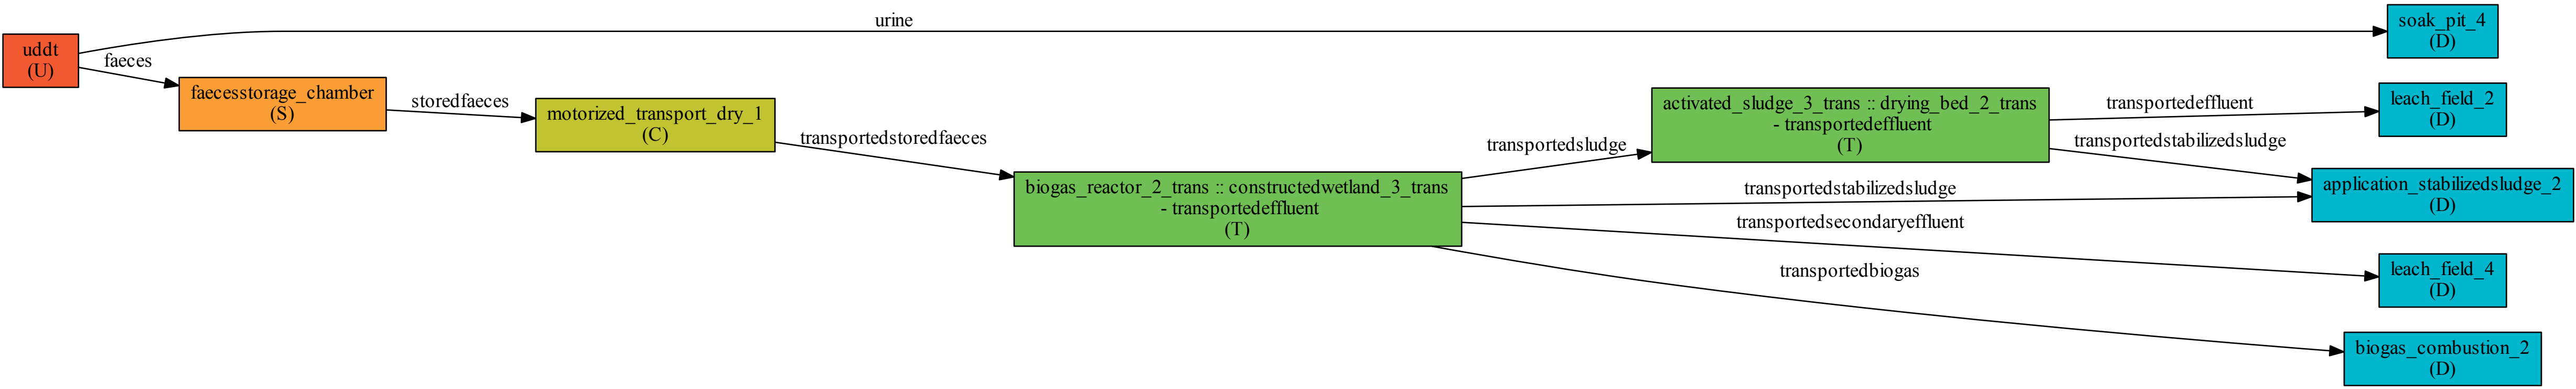 uddt
(U)
urine
faeces
faecesstorage_chamber
(S)
storedfaeces
motorized_transport_dry_1
(C)
transportedstoredfaeces
biogas_reactor_2_trans :: constructedwetland_3_trans
- transportedeffluent
(T)
transportedsludge
activated_sludge_3_trans :: drying_bed_2_trans
- transportedeffluent
(T)
transportedeffluent
transportedstabilizedsludge
transportedstabilizedsludge
transportedsecondaryeffluent
transportedbiogas
soak_pit_4
(D)
leach_field_2
(D)
application_stabilizedsludge_2
(D)
leach_field_4
(D)
biogas_combustion_2
(D)